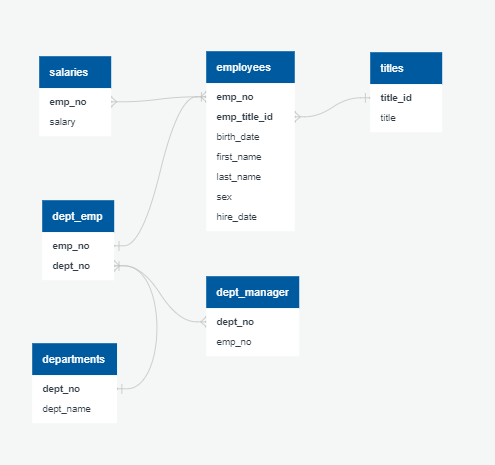 salaries
emp_no
salary
employees
emp_no
emp_title_id
birth_date
first_name
last_name
sex
hire_date
titles
title_id
title
dept_emp
emp_no
dept_no
dept_manager
dept_no
emp_no
departments
dept_no
dept_name